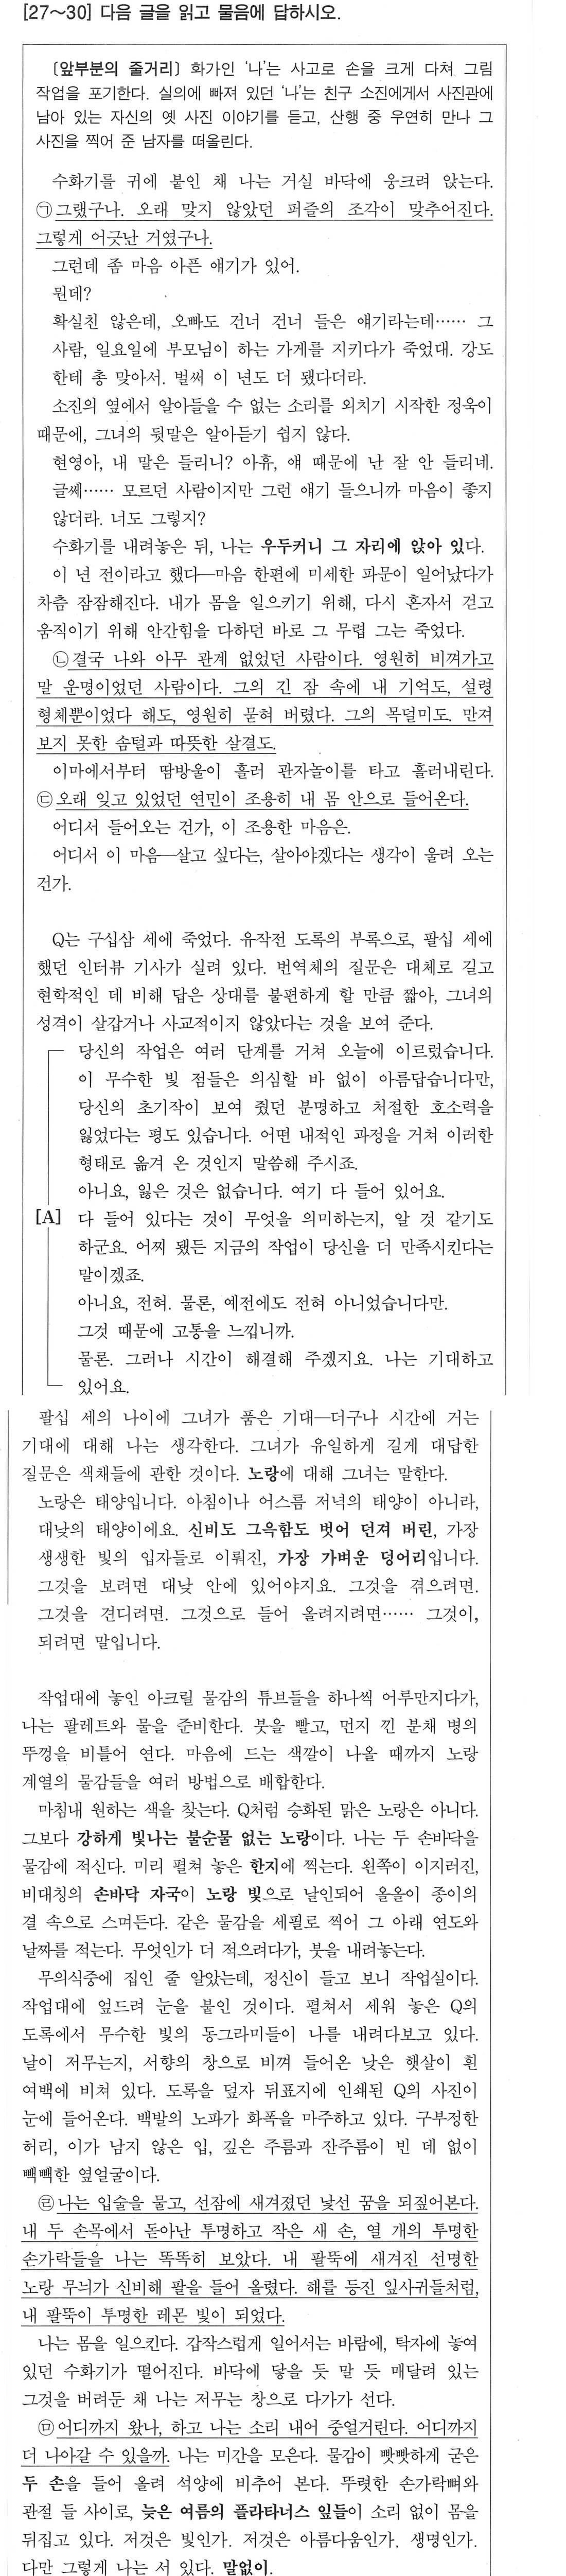 [27~30] 다음 글을 읽고 물음에 답하시오.
[앞부분의 줄거리] 화가인 '나'는 사고로 손을 크게 다쳐 그림
작업을 포기한다. 실의에 빠져 있던 '나'는 친구 소진에게서 사진관에
남아 있는 자신의 옛 사진 이야기를 듣고, 산행 중 우연히 만나 그
사진을 찍어 준 남자를 떠올린다.
수화기를 귀에 붙인 채 나는 거실 바닥에 웅크려 앉는다.
㉠그랬구나. 오래 맞지 않았던 퍼즐의 조각이 맞추어진다.
그렇게 어긋난 거였구나.
그런데 좀 마음 아픈 얘기가 있어.
뭔데?
확실친 않은데, 오빠도 건너 건너 들은 얘기라는데…… 그
사람, 일요일에 부모님이 하는 가게를 지키다가 죽었대. 강도
한테 총 맞아서. 벌써 이 년도 더 됐다더라.
소진의 옆에서 알아들을 수 없는 소리를 외치기 시작한 정욱이
때문에, 그녀의 뒷말은 알아듣기 쉽지 않다.
현영아, 내 말은 들리니? 아휴, 얘 때문에 난 잘 안 들리네.
글쎄…… 모르던 사람이지만 그런 얘기 들으니까 마음이 좋지
않더라. 너도 그렇지?
수화기를 내려놓은 뒤, 나는 우두커니 그 자리에 앉아 있다.
이 년 전이라고 했다—마음 한편에 미세한 파문이 일어났다가
차츰 잠잠해진다. 내가 몸을 일으키기 위해, 다시 혼자서 걷고
움직이기 위해 안간힘을 다하던 바로 그 무렵 그는 죽었다.
㉡결국 나와 아무 관계 없었던 사람이다. 영원히 비껴가고
말 운명이었던 사람이다. 그의 긴 잠 속에 내 기억도, 설령
형체뿐이었다 해도, 영원히 묻혀 버렸다. 그의 목덜미도. 만져
보지 못한 솜털과 따뜻한 살결도.
이마에서부터 땀방울이 흘러 관자놀이를 타고 흘러내린다.
㉢오래 잊고 있었던 연민이 조용히 내 몸 안으로 들어온다.
어디서 들어오는 건가, 이 조용한 마음은.
어디서 이 마음—살고 싶다는, 살아야겠다는 생각이 울려 오는
건가.
Q는 구십삼 세에 죽었다. 유작전 도록의 부록으로, 팔십 세에
했던 인터뷰 기사가 실려 있다. 번역체의 질문은 대체로 길고
현학적인 데 비해 답은 상대를 불편하게 할 만큼 짧아, 그녀의
성격이 살갑거나 사교적이지 않았다는 것을 보여 준다.
당신의 작업은 여러 단계를 거쳐 오늘에 이르렀습니다.
이 무수한 빛 점들은 의심할 바 없이 아름답습니다만,
당신의 초기작이 보여 줬던 분명하고 처절한 호소력을
잃었다는 평도 있습니다. 어떤 내적인 과정을 거쳐 이러한
형태로 옮겨 온 것인지 말씀해 주시죠.
아니요, 잃은 것은 없습니다. 여기 다 들어 있어요.
[A] 다 들어 있다는 것이 무엇을 의미하는지, 알 것 같기도
하군요. 어찌 됐든 지금의 작업이 당신을 더 만족시킨다는
말이겠죠.
아니요, 전혀. 물론, 예전에도 전혀 아니었습니다만.
그것 때문에 고통을 느낍니까.
물론. 그러나 시간이 해결해 주겠지요. 나는 기대하고
있어요.
팔십 세의 나이에 그녀가 품은 기대—더구나 시간에 거는
기대에 대해 나는 생각한다. 그녀가 유일하게 길게 대답한
질문은 색채들에 관한 것이다. 노랑에 대해 그녀는 말한다.
노랑은 태양입니다. 아침이나 어스름 저녁의 태양이 아니라,
대낮의 태양이에요. 신비도 그윽함도 벗어 던져 버린, 가장
생생한 빛의 입자들로 이뤄진, 가장 가벼운 덩어리입니다.
그것을 보려면 대낮 안에 있어야지요. 그것을 겪으려면.
그것을 견디려면. 그것으로 들어 올려지려면…… 그것이,
되려면 말입니다.
작업대에 놓인 아크릴 물감의 튜브들을 하나씩 어루만지다가,
나는 팔레트와 물을 준비한다. 붓을 빨고, 먼지 낀 분채 병의
뚜껑을 비틀어 연다. 마음에 드는 색깔이 나올 때까지 노랑
계열의 물감들을 여러 방법으로 배합한다.
마침내 원하는 색을 찾는다. Q처럼 승화된 맑은 노랑은 아니다.
그보다 강하게 빛나는 불순물 없는 노랑이다. 나는 두 손바닥을
물감에 적신다. 미리 펼쳐 놓은 한지에 찍는다. 왼쪽이 이지러진,
비대칭의 손바닥 자국이 노랑 빛으로 날인되어 올올이 종이의
결 속으로 스며든다. 같은 물감을 세필로 찍어 그 아래 연도와
날짜를 적는다. 무엇인가 더 적으려다가, 붓을 내려놓는다.
무의식중에 집인 줄 알았는데, 정신이 들고 보니 작업실이다.
작업대에 엎드려 눈을 붙인 것이다. 펼쳐서 세워 놓은 Q의
도록에서 무수한 빛의 동그라미들이 나를 내려다보고 있다.
날이 저무는지, 서향의 창으로 비껴 들어온 낮은 햇살이 흰
여백에 비쳐 있다. 도록을 덮자 뒤표지에 인쇄된 Q의 사진이
눈에 들어온다. 백발의 노파가 화폭을 마주하고 있다. 구부정한
허리, 이가 남지 않은 입, 깊은 주름과 잔주름이 빈 데 없이
빽빽한 옆얼굴이다.
㉣나는 입술을 물고, 선잠에 새겨졌던 낯선 꿈을 되짚어본다.
내 두 손목에서 돋아난 투명하고 작은 새 손, 열 개의 투명한
손가락들을 나는 똑똑히 보았다. 내 팔뚝에 새겨진 선명한
노랑 무늬가 신비해 팔을 들어 올렸다. 해를 등진 잎사귀들처럼,
내 팔뚝이 투명한 레몬 빛이 되었다.
나는 몸을 일으킨다. 갑작스럽게 일어서는 바람에, 탁자에 놓여
있던 수화기가 떨어진다. 바닥에 닿을 듯 말 듯 매달려 있는
그것을 버려둔 채 나는 저무는 창으로 다가가 선다.
㉤어디까지 왔나, 하고 나는 소리 내어 중얼거린다. 어디까지
더 나아갈 수 있을까. 나는 미간을 모은다. 물감이 빳빳하게 굳은
두 손을 들어 올려 석양에 비추어 본다. 뚜렷한 손가락뼈와
관절 들 사이로, 늦은 여름의 플라타너스 잎들이 소리 없이 몸을
뒤집고 있다. 저것은 빛인가. 저것은 아름다움인가, 생명인가.
다만 그렇게 나는 서 있다. 말없이.